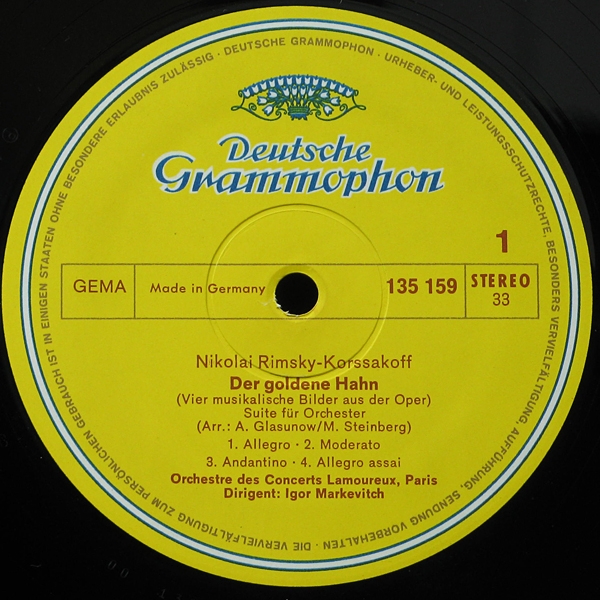 DEUTSCHE GRAMMOPHON · URHEBER- UND LEISTUNGSSCHUTZRECHTE, BESONDERS VERVIELFÄLTIGUNG, AUFFÜHRUNG, SENDUNG VORBEHALTEN · DIE VERVIELFÄLTIGUNG ZUM PERSÖNLICHEN GEBRAUCH IST IN EINIGEN STAATEN OHNE BESONDERE ERLAUBNIS ZULÄSSIG ·
Deutsche
Grammophon
1
GEMA Made in Germany 135 159 STEREO
33
Nikolai Rimsky-Korssakoff
Der goldene Hahn
(Vier musikalische Bilder aus der Oper)
Suite für Orchester
(Arr.: A. Glasunow/M. Steinberg)
1. Allegro · 2. Moderato
3. Andantino · 4. Allegro assai
Orchestre des Concerts Lamoureux, Paris
Dirigent: Igor Markevitch